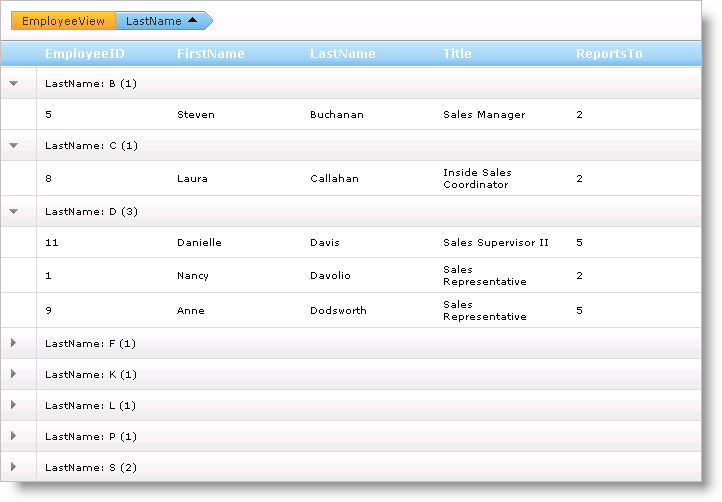 EmployeeView LastName
EmployeeID FirstName LastName Title ReportsTo
LastName: B (1)
5 Steven Buchanan Sales Manager 2
LastName: C (1)
8 Laura Callahan Inside Sales Coordinator 2
LastName: D (3)
11 Danielle Davis Sales Supervisor II 5
1 Nancy Davolio Sales Representative 2
9 Anne Dodsworth Sales Representative 5
LastName: F (1)
LastName: K (1)
LastName: L (1)
LastName: P (1)
LastName: S (2)